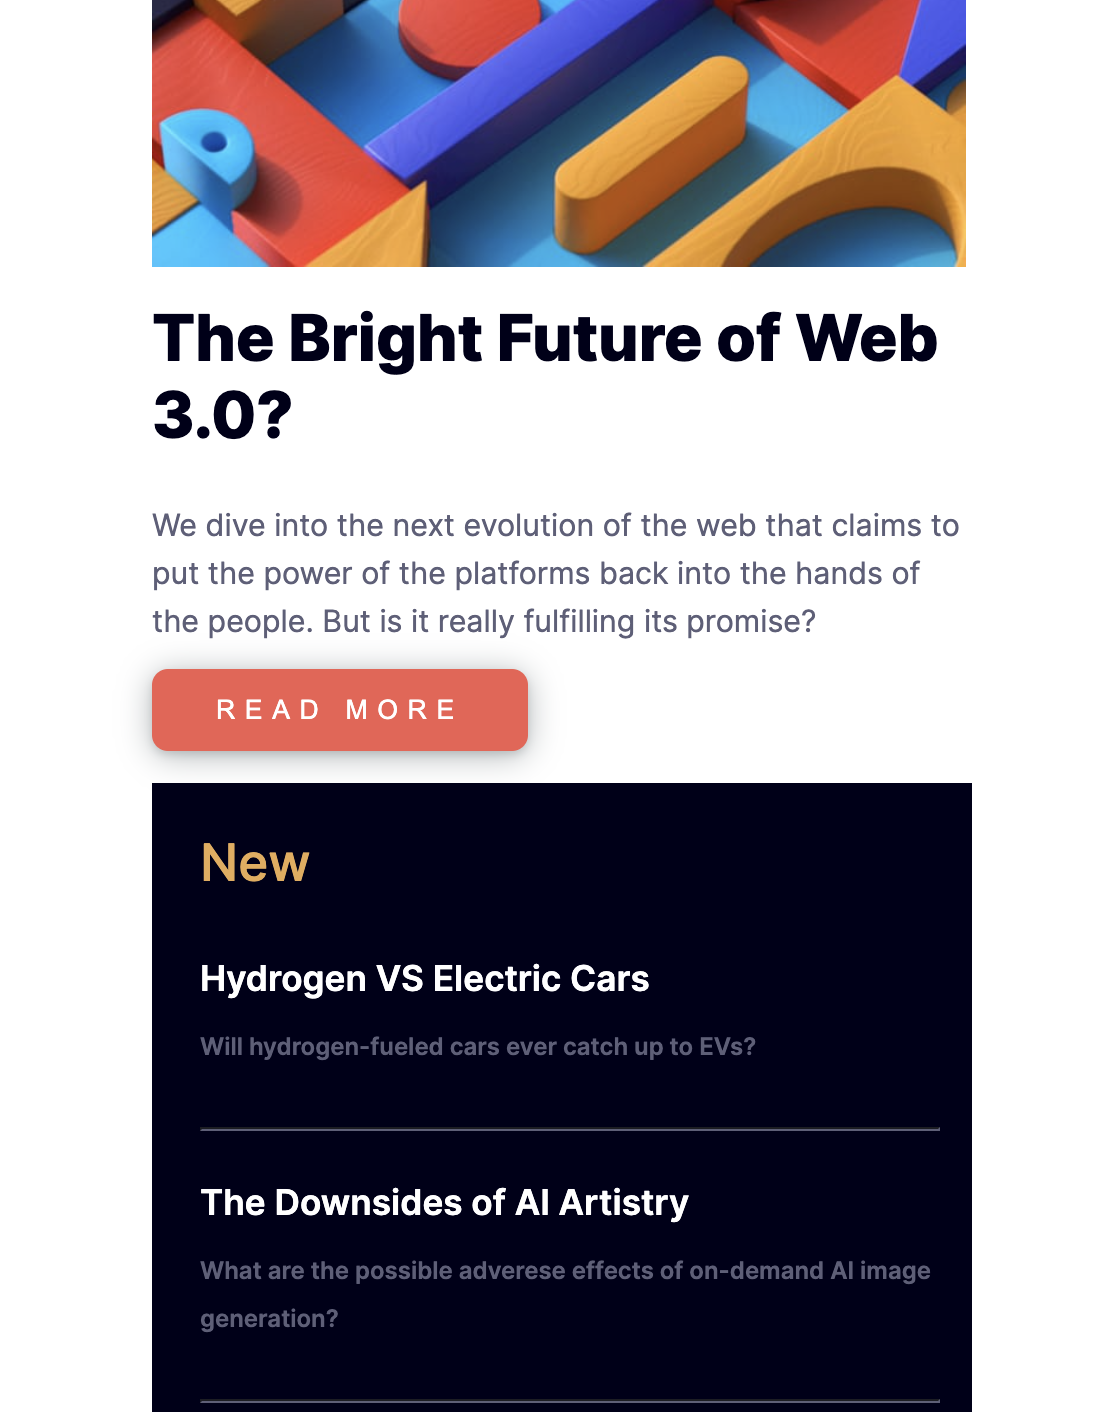 The Bright Future of Web
3.0?
We dive into the next evolution of the web that claims to
put the power of the platforms back into the hands of
the people. But is it really fulfilling its promise?
READ MORE
New
Hydrogen VS Electric Cars
Will hydrogen-fueled cars ever catch up to EVs?
The Downsides of AI Artistry
What are the possible adverese effects of on-demand AI image
generation?